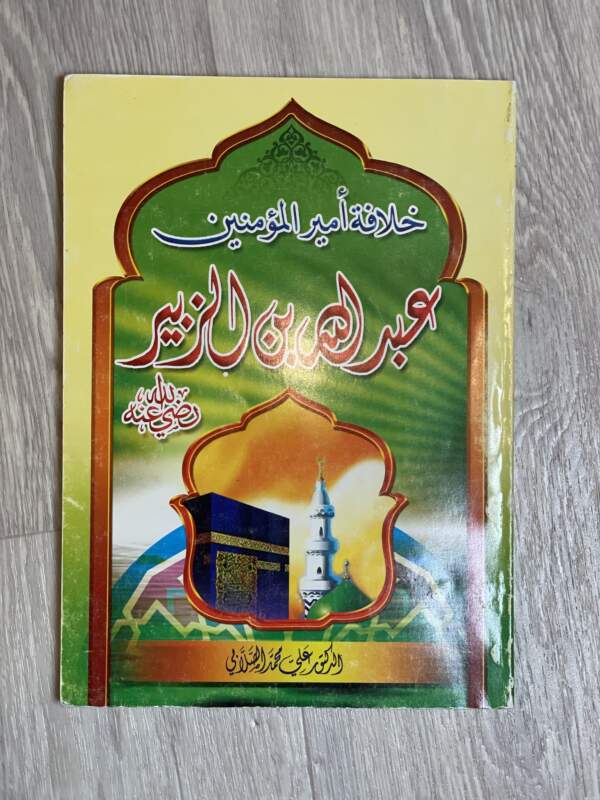 خلافة أمير المؤمنين
عبد الله بن الزبير
رضي الله عنه
الدكتور علي محمد الصلابي